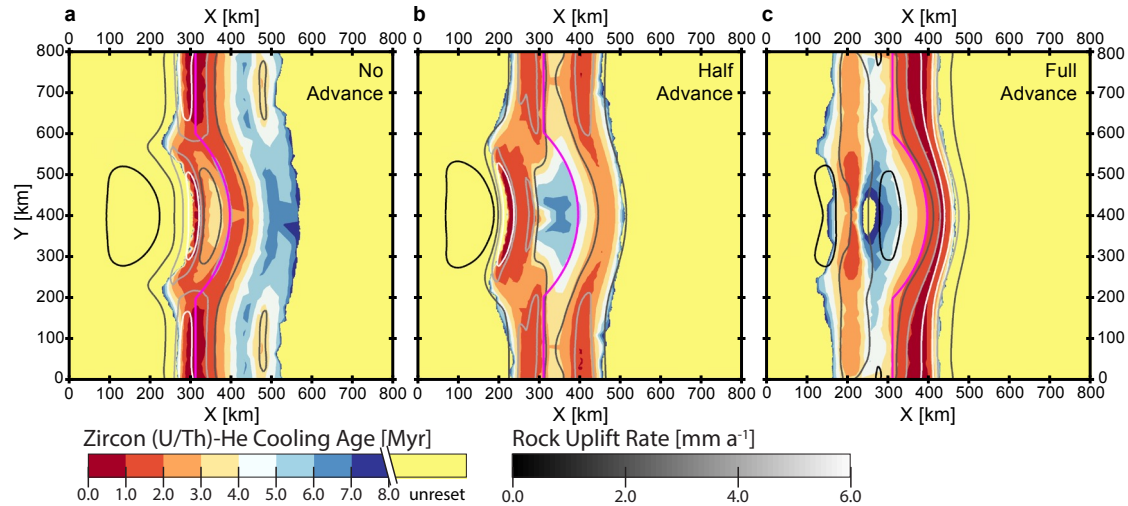 a X [km] b X [km] c X [km]
0 100 200 300 400 500 600 700 800 0 100 200 300 400 500 600 700 800 0 100 200 300 400 500 600 700 800
800 No Advance Half Advance Full Advance 800
700 700
600 600
500 500
Y [km] 400 400
300 300
200 200
100 100
0 0
0 100 200 300 400 500 600 700 800 0 100 200 300 400 500 600 700 800 0 100 200 300 400 500 600 700 800
X [km] X [km] X [km]
Zircon (U/Th)-He Cooling Age [Myr] Rock Uplift Rate [mm a⁻¹]
0.0 1.0 2.0 3.0 4.0 5.0 6.0 7.0 8.0 unreset 0.0 2.0 4.0 6.0